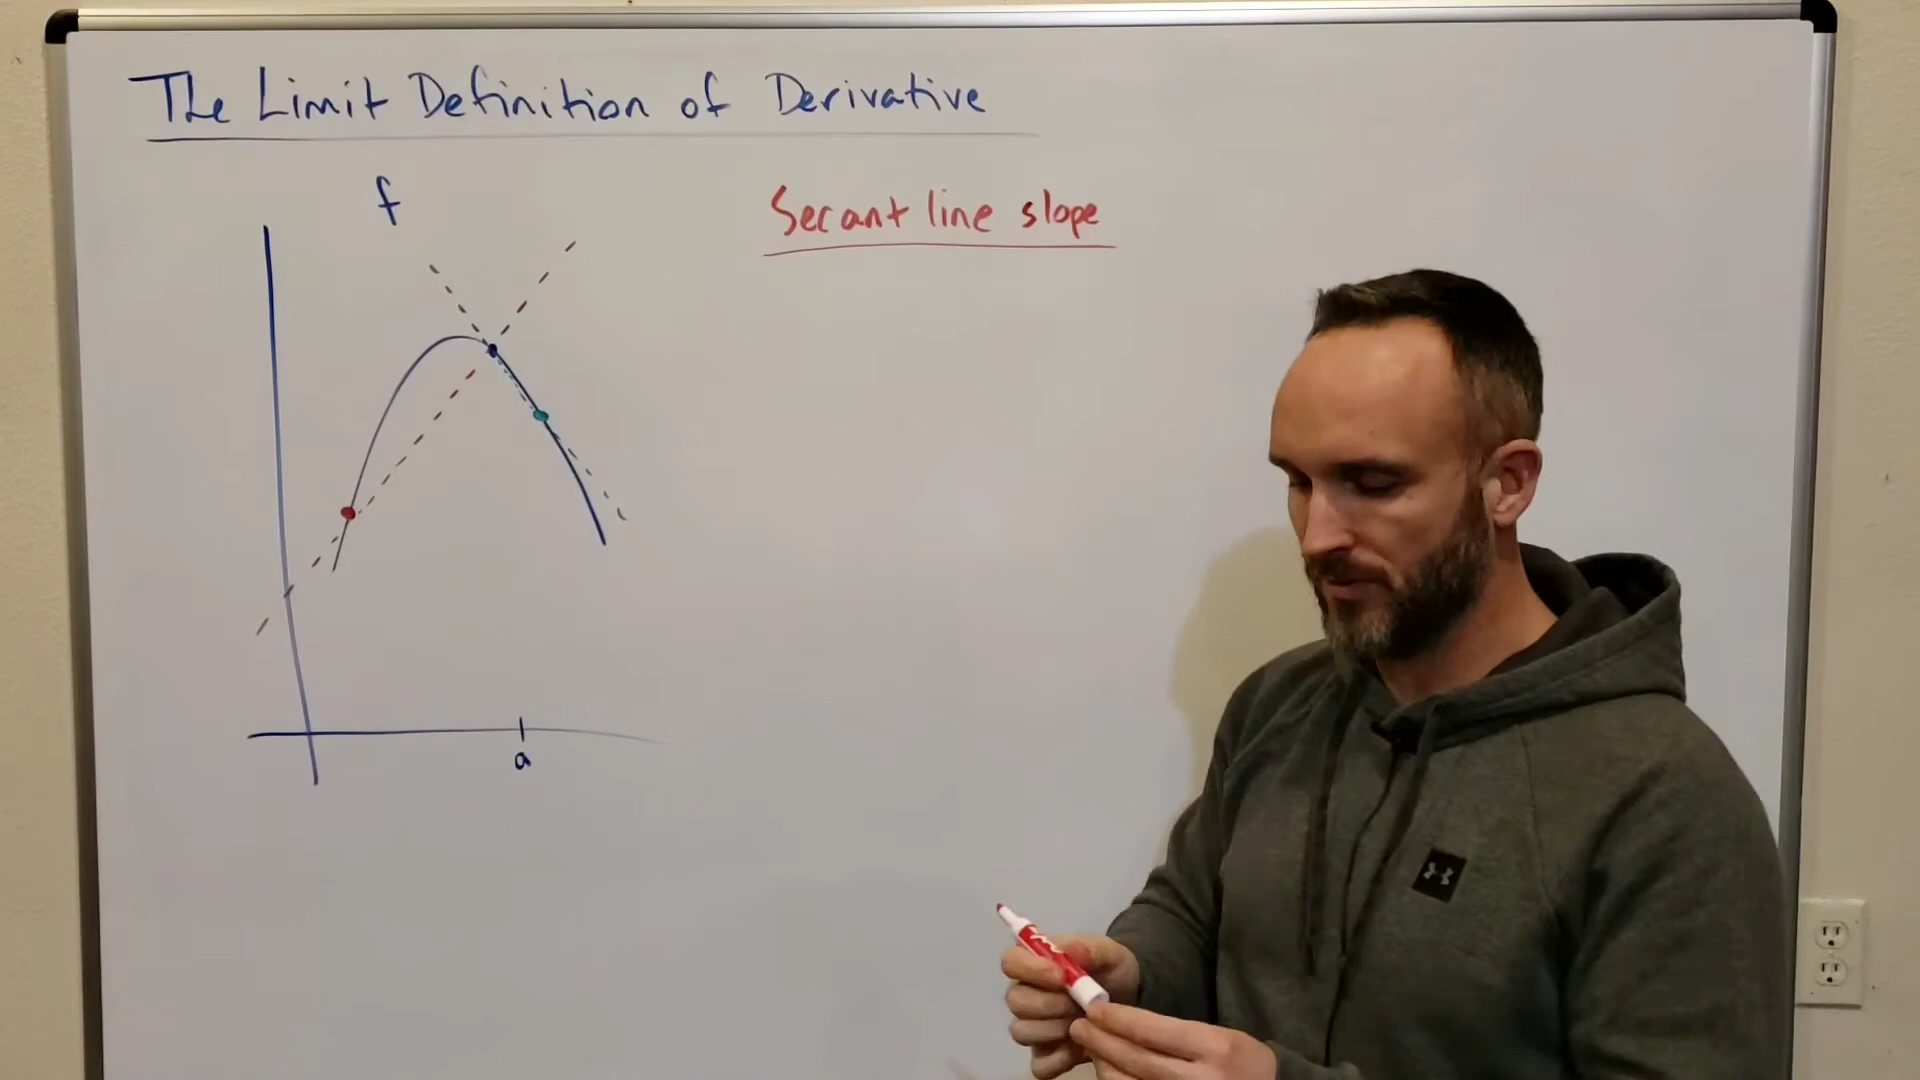 The Limit Definition of Derivative
f
Secant line slope
a